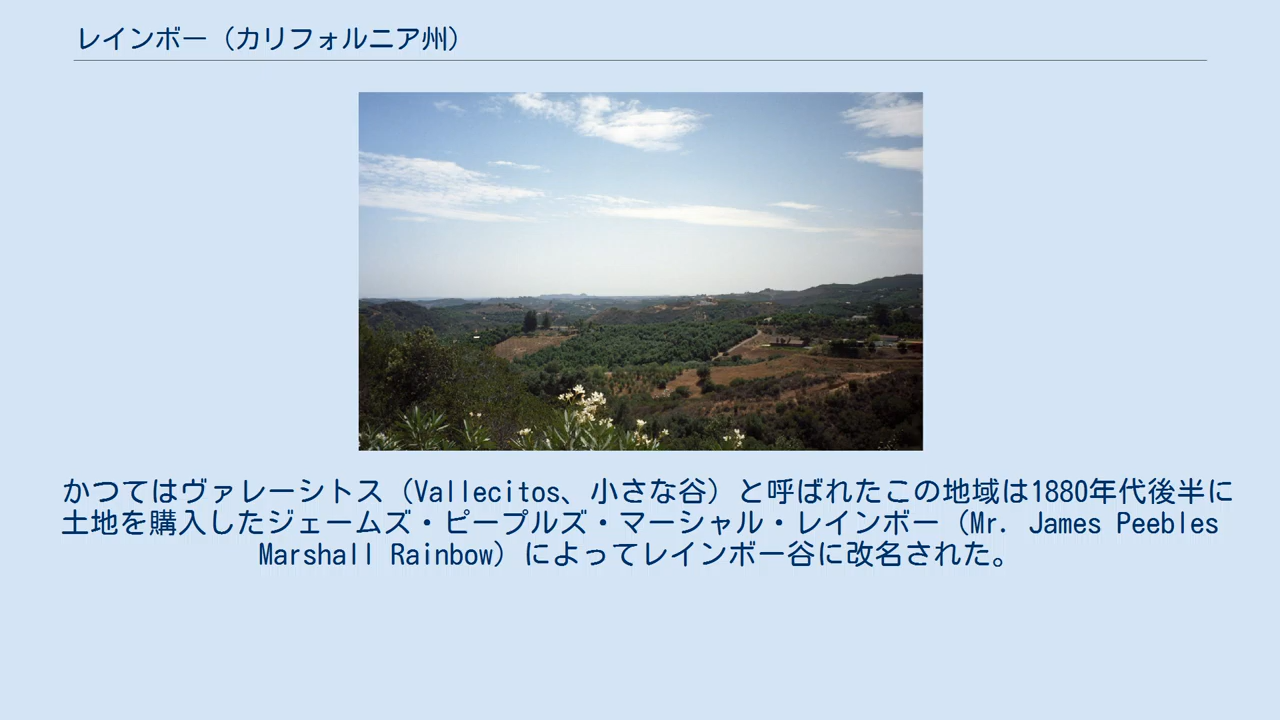 レインボー（カリフォルニア州）
かつてはヴァレーシトス（Vallecitos、小さな谷）と呼ばれたこの地域は1880年代後半に
土地を購入したジェームズ・ピープルズ・マーシャル・レインボー（Mr. James Peebles
Marshall Rainbow）によってレインボー谷に改名された。